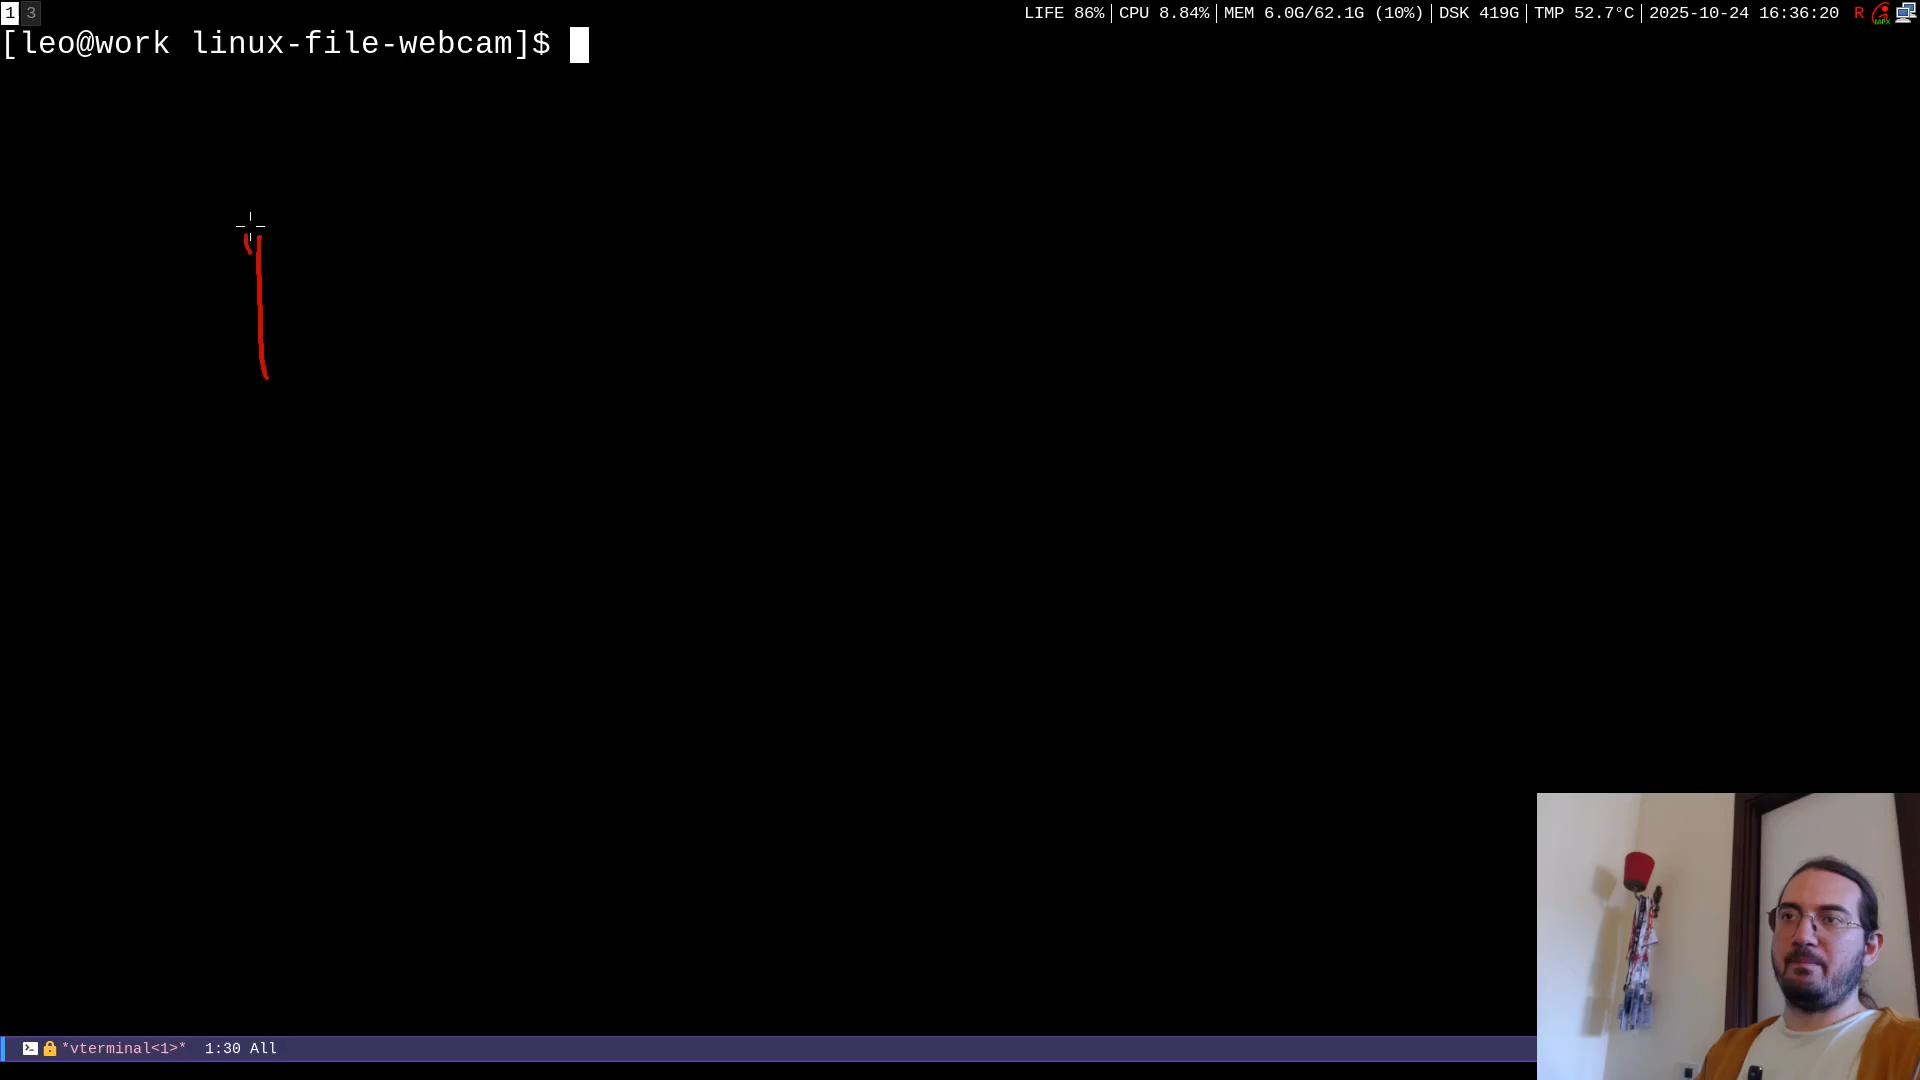 1 3 LIFE 86% CPU 8.84% MEM 6.0G/62.1G (10%) DSK 419G TMP 52.7°C 2025-10-24 16:36:20 R
[leo@work linux-file-webcam]$
*vterminal<1>* 1:30 All